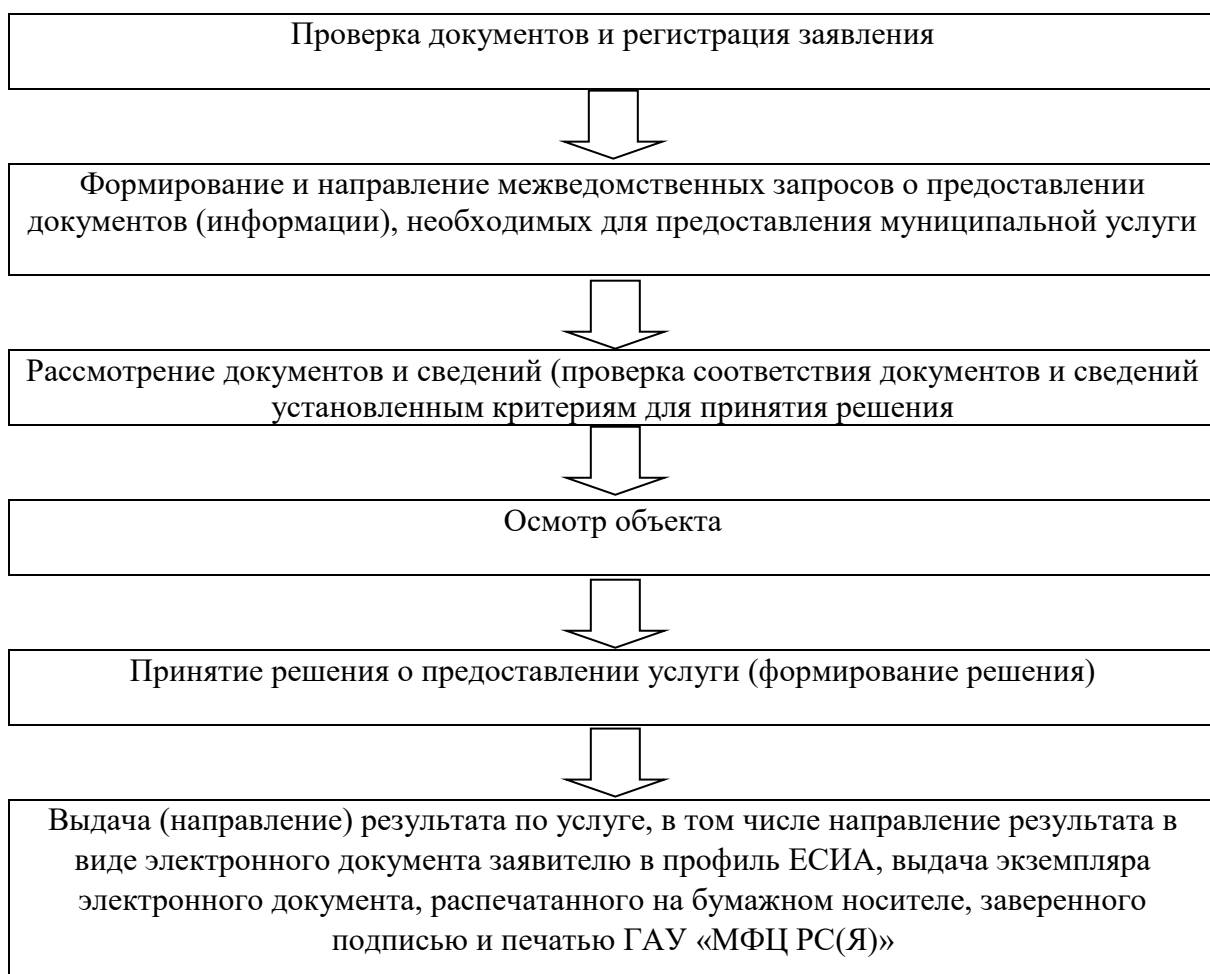 Проверка документов и регистрация заявления
Формирование и направление межведомственных запросов о предоставлении
документов (информации), необходимых для предоставления муниципальной услуги
Рассмотрение документов и сведений (проверка соответствия документов и сведений
установленным критериям для принятия решения
Осмотр объекта
Принятие решения о предоставлении услуги (формирование решения)
Выдача (направление) результата по услуге, в том числе направление результата в
виде электронного документа заявителю в профиль ЕСИА, выдача экземпляра
электронного документа, распечатанного на бумажном носителе, заверенного
подписью и печатью ГАУ «МФЦ РС(Я)»